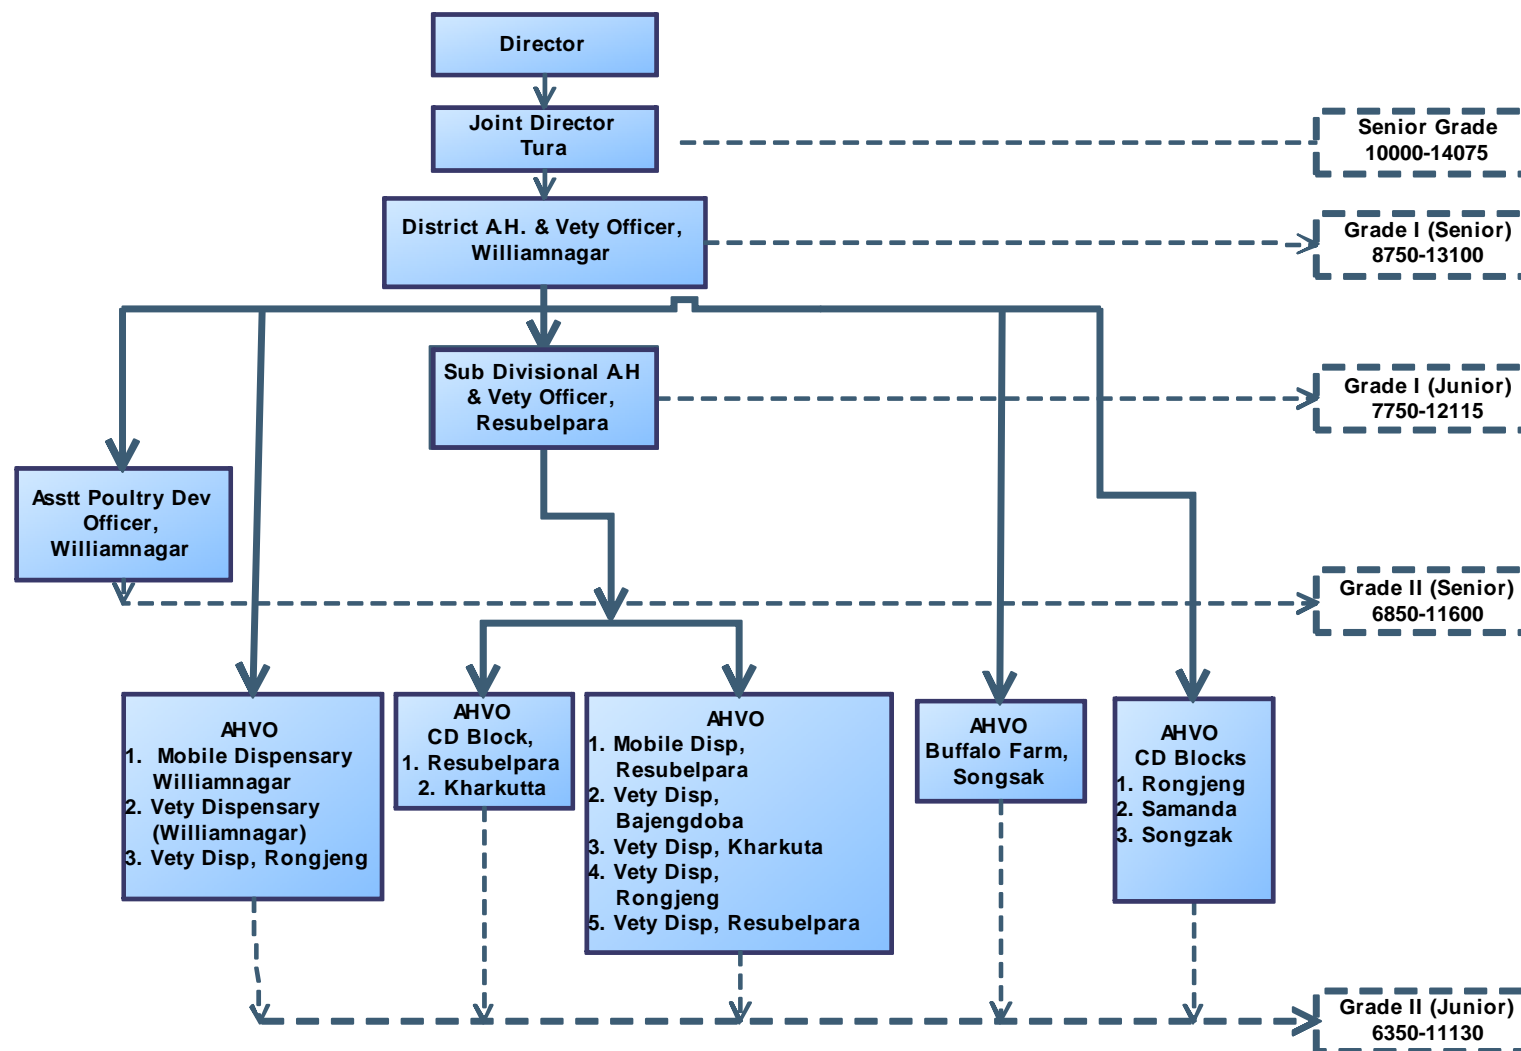 Director
Joint Director
Tura
Senior Grade
10000-14075
District A.H. & Vety Officer,
Williamnagar
Grade I (Senior)
8750-13100
Sub Divisional A.H
& Vety Officer,
Resubelpara
Grade I (Junior)
7750-12115
Asstt Poultry Dev
Officer,
Williamnagar
Grade II (Senior)
6850-11600
AHVO
1. Mobile Dispensary
Williamnagar
2. Vety Dispensary
(Williamnagar)
3. Vety Disp, Rongjeng
AHVO
CD Block,
1. Resubelpara
2. Kharkutta
AHVO
1. Mobile Disp,
Resubelpara
2. Vety Disp,
Bajengdoba
3. Vety Disp, Kharkuta
4. Vety Disp,
Rongjeng
5. Vety Disp, Resubelpara
AHVO
Buffalo Farm,
Songsak
AHVO
CD Blocks
1. Rongjeng
2. Samanda
3. Songzak
Grade II (Junior)
6350-11130